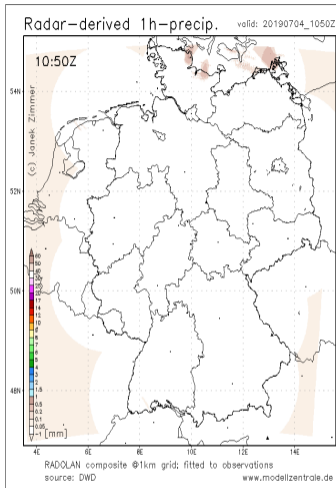 Radar-derived 1h-precip.
valid: 20190704_1050Z
10:50Z
(c) Janek Zimmer
54N
52N
50N
48N
[mm]
4E 6E 8E 10E 12E 14E
RADOLAN composite @1km grid; fitted to observations
source: DWD
www.modellzentrale.de